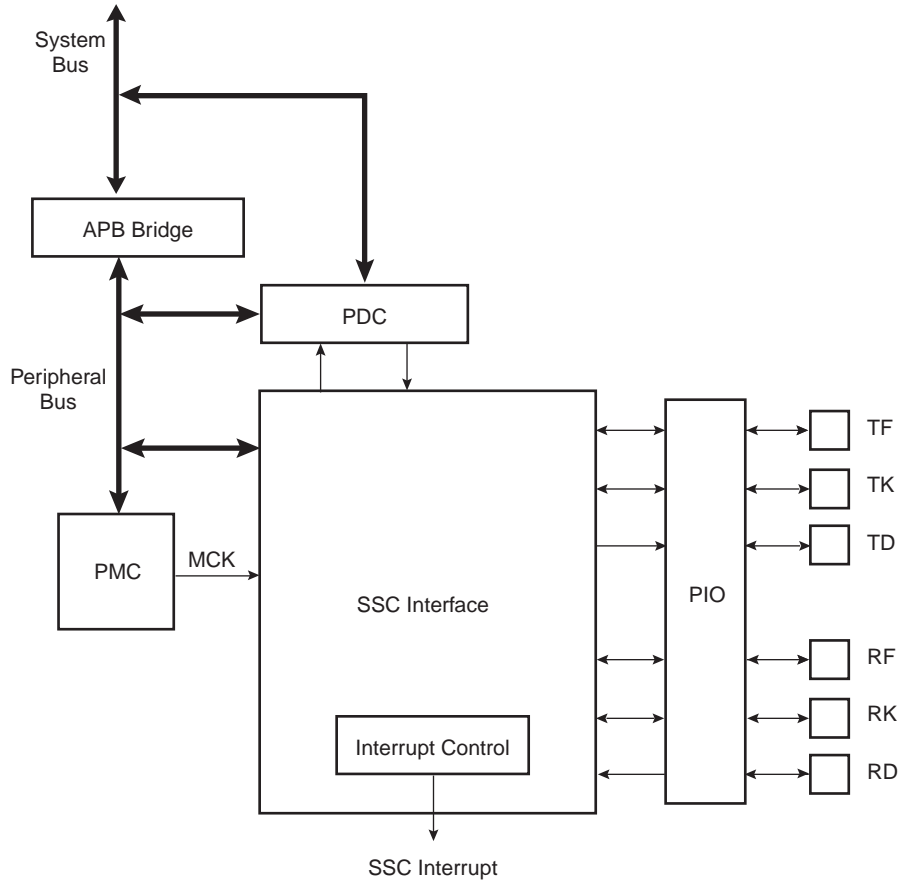 System
Bus
APB Bridge
PDC
Peripheral
Bus
TF
TK
PMC
MCK
TD
SSC Interface
PIO
RF
RK
Interrupt Control
RD
SSC Interrupt